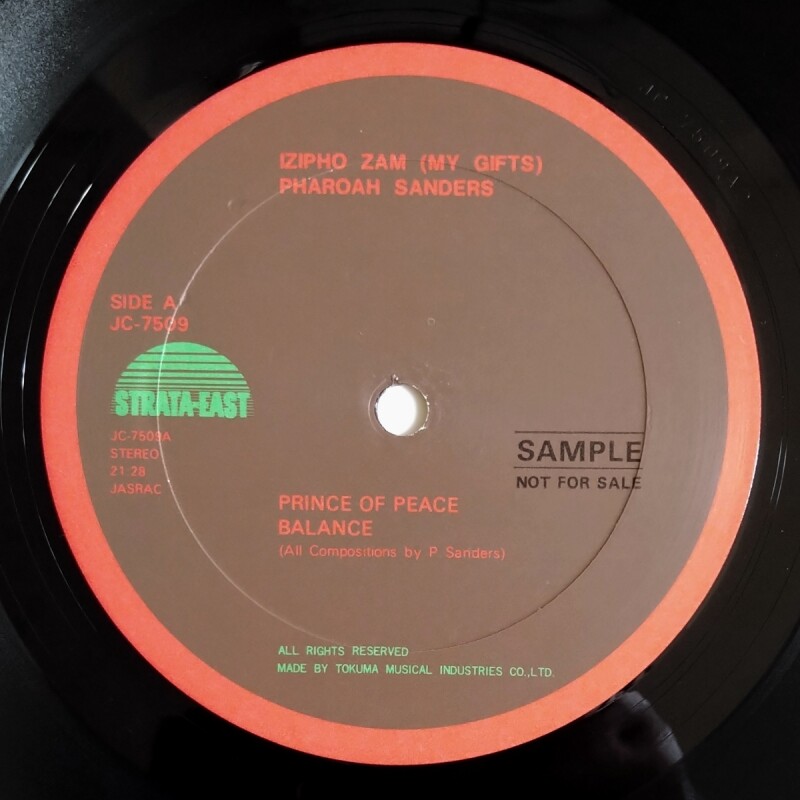 IZIPHO ZAM (MY GIFTS)
PHAROAH SANDERS
SIDE A
JC-7509
STRATA-EAST
JC-7509A
STEREO
21:28
JASRAC
SAMPLE
NOT FOR SALE
PRINCE OF PEACE
BALANCE
(All Compositions by P. Sanders)
ALL RIGHTS RESERVED
MADE BY TOKUMA MUSICAL INDUSTRIES CO.,LTD.